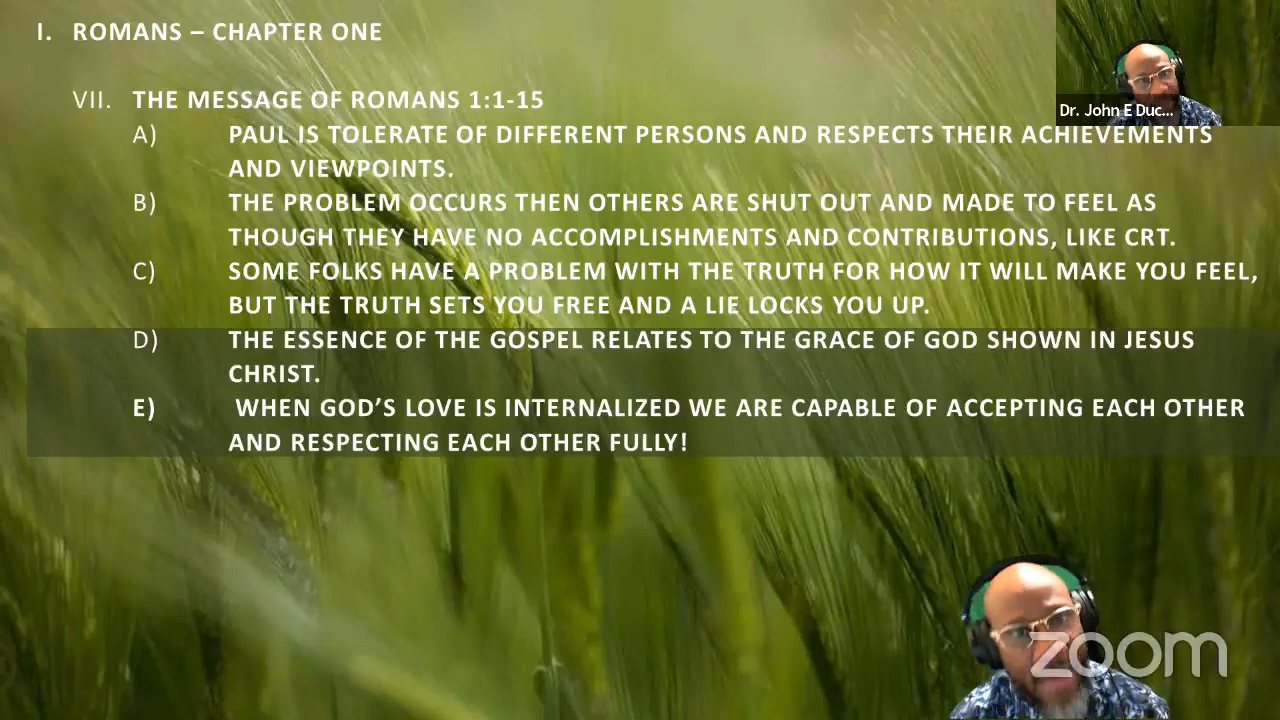 I. ROMANS – CHAPTER ONE
VII. THE MESSAGE OF ROMANS 1:1-15
A) PAUL IS TOLERATE OF DIFFERENT PERSONS AND RESPECTS THEIR ACHIEVEMENTS
AND VIEWPOINTS.
B) THE PROBLEM OCCURS THEN OTHERS ARE SHUT OUT AND MADE TO FEEL AS
THOUGH THEY HAVE NO ACCOMPLISHMENTS AND CONTRIBUTIONS, LIKE CRT.
C) SOME FOLKS HAVE A PROBLEM WITH THE TRUTH FOR HOW IT WILL MAKE YOU FEEL,
BUT THE TRUTH SETS YOU FREE AND A LIE LOCKS YOU UP.
D) THE ESSENCE OF THE GOSPEL RELATES TO THE GRACE OF GOD SHOWN IN JESUS
CHRIST.
E) WHEN GOD’S LOVE IS INTERNALIZED WE ARE CAPABLE OF ACCEPTING EACH OTHER
AND RESPECTING EACH OTHER FULLY!
Dr. John E Duc...
zoom